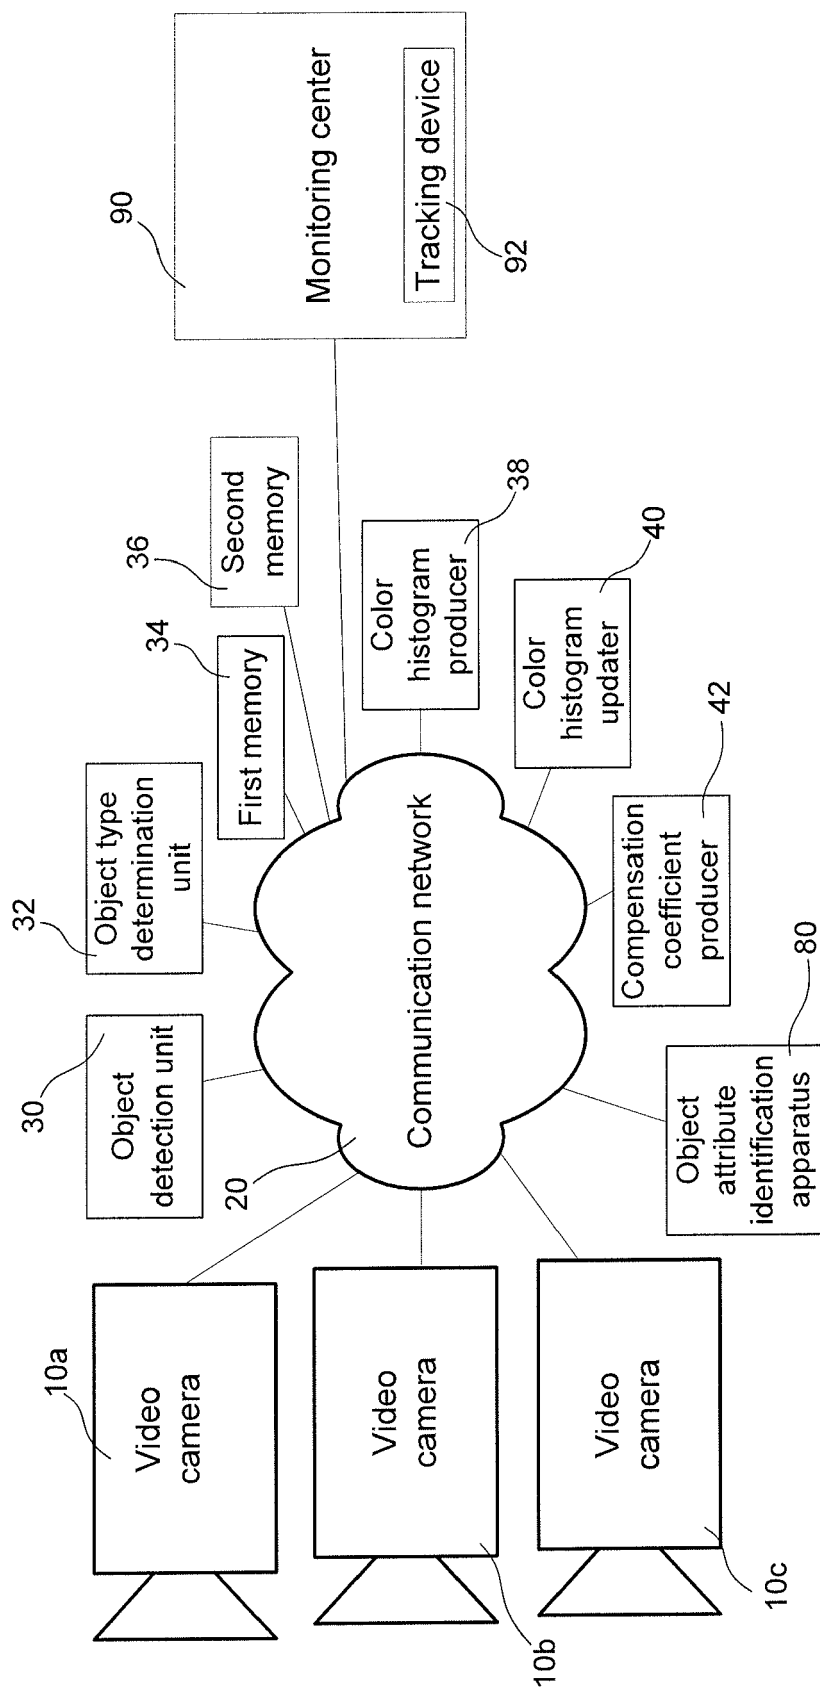 10a
Video
camera
10b
Video
camera
10c
Video
camera
20
Communication network
30
Object
detection unit
32
Object type
determination
unit
34
First memory
36
Second
memory
90
Monitoring center
Tracking device
92
Color
histogram
producer
38
Color
histogram
updater
40
Compensation
coefficient
producer
42
Object
attribute
identification
apparatus
80